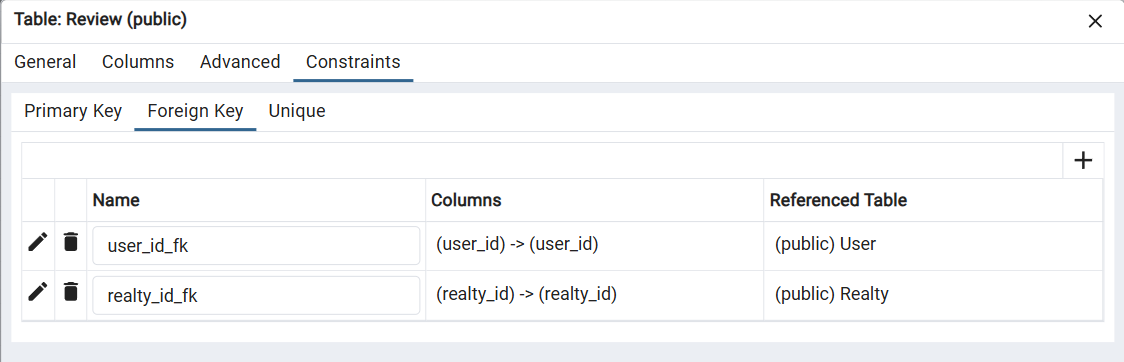 Table: Review (public)
General Columns Advanced Constraints
Primary Key Foreign Key Unique
Name Columns Referenced Table
user_id_fk (user_id) -> (user_id) (public) User
realty_id_fk (realty_id) -> (realty_id) (public) Realty